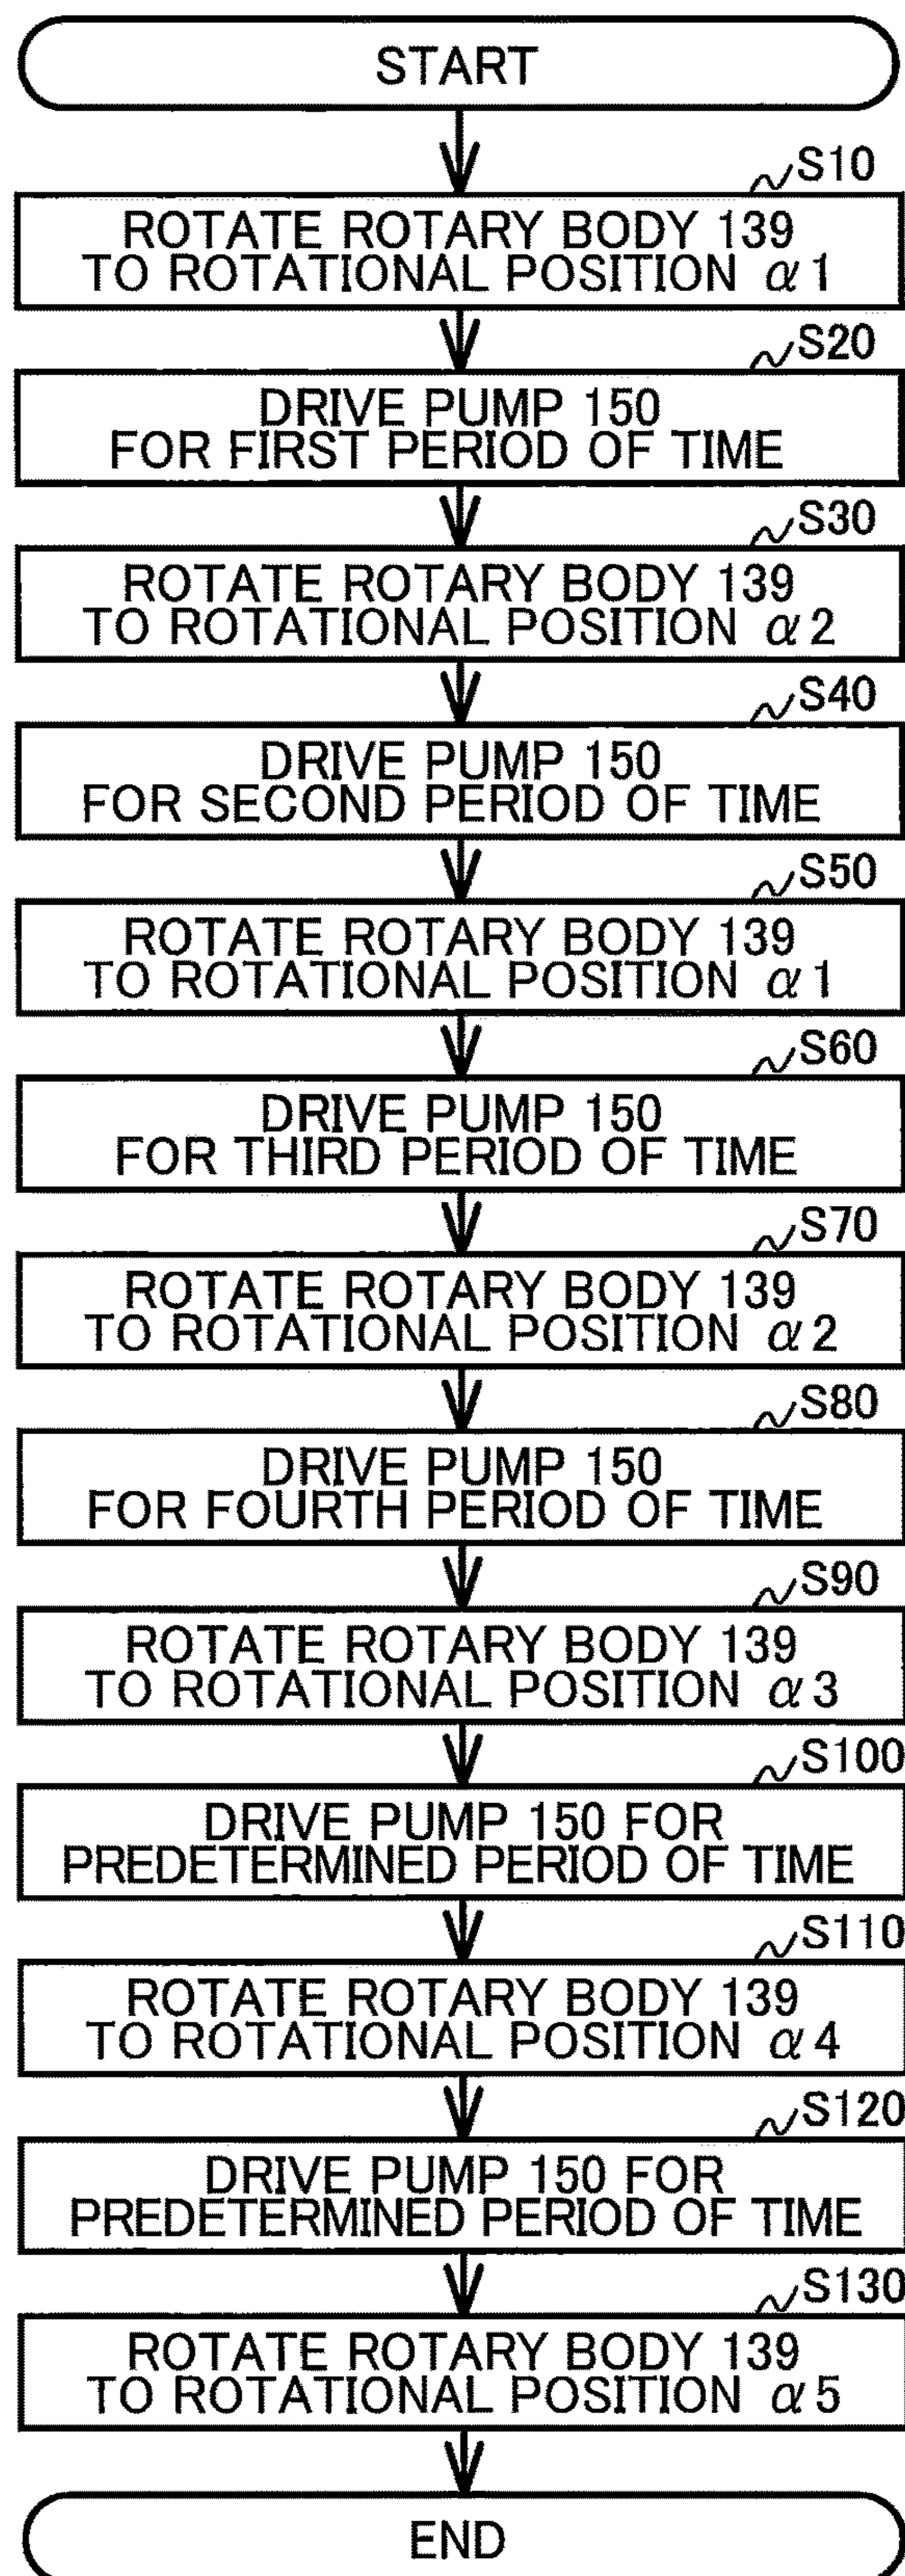 START
S10
ROTATE ROTARY BODY 139
TO ROTATIONAL POSITION α1
S20
DRIVE PUMP 150
FOR FIRST PERIOD OF TIME
S30
ROTATE ROTARY BODY 139
TO ROTATIONAL POSITION α2
S40
DRIVE PUMP 150
FOR SECOND PERIOD OF TIME
S50
ROTATE ROTARY BODY 139
TO ROTATIONAL POSITION α1
S60
DRIVE PUMP 150
FOR THIRD PERIOD OF TIME
S70
ROTATE ROTARY BODY 139
TO ROTATIONAL POSITION α2
S80
DRIVE PUMP 150
FOR FOURTH PERIOD OF TIME
S90
ROTATE ROTARY BODY 139
TO ROTATIONAL POSITION α3
S100
DRIVE PUMP 150 FOR
PREDETERMINED PERIOD OF TIME
S110
ROTATE ROTARY BODY 139
TO ROTATIONAL POSITION α4
S120
DRIVE PUMP 150 FOR
PREDETERMINED PERIOD OF TIME
S130
ROTATE ROTARY BODY 139
TO ROTATIONAL POSITION α5
END